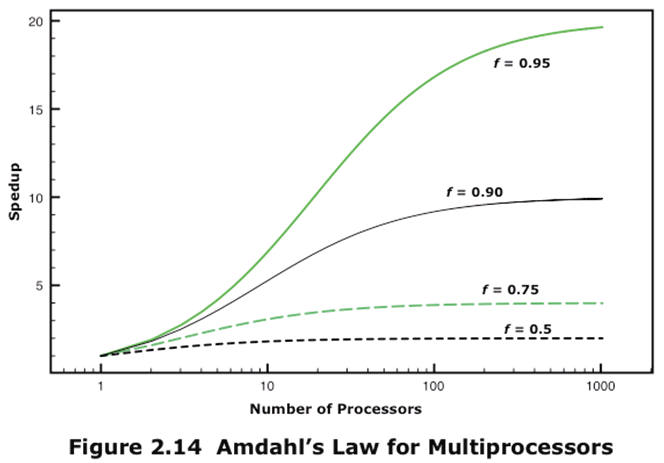 20
f = 0.95
15
Speedup
10
f = 0.90
5
f = 0.75
f = 0.5
1 10 100 1000
Number of Processors
Figure 2.14 Amdahl’s Law for Multiprocessors